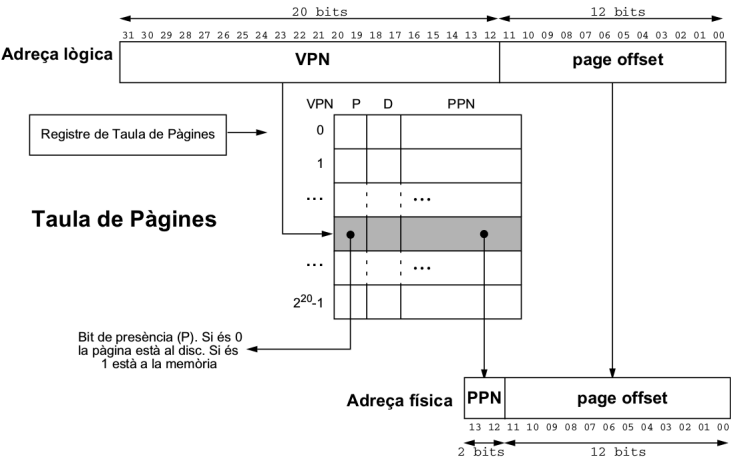 20 bits 12 bits
31 30 29 28 27 26 25 24 23 22 21 20 19 18 17 16 15 14 13 12 11 10 09 08 07 06 05 04 03 02 01 00
Adreça lògica VPN page offset
VPN P D PPN
Registre de Taula de Pàgines
0
1
... ...
Taula de Pàgines
... ...
2²⁰-1
Bit de presència (P). Si és 0
la pàgina està al disc. Si és
1 està a la memòria
Adreça física PPN page offset
13 12 11 10 09 08 07 06 05 04 03 02 01 00
2 bits 12 bits